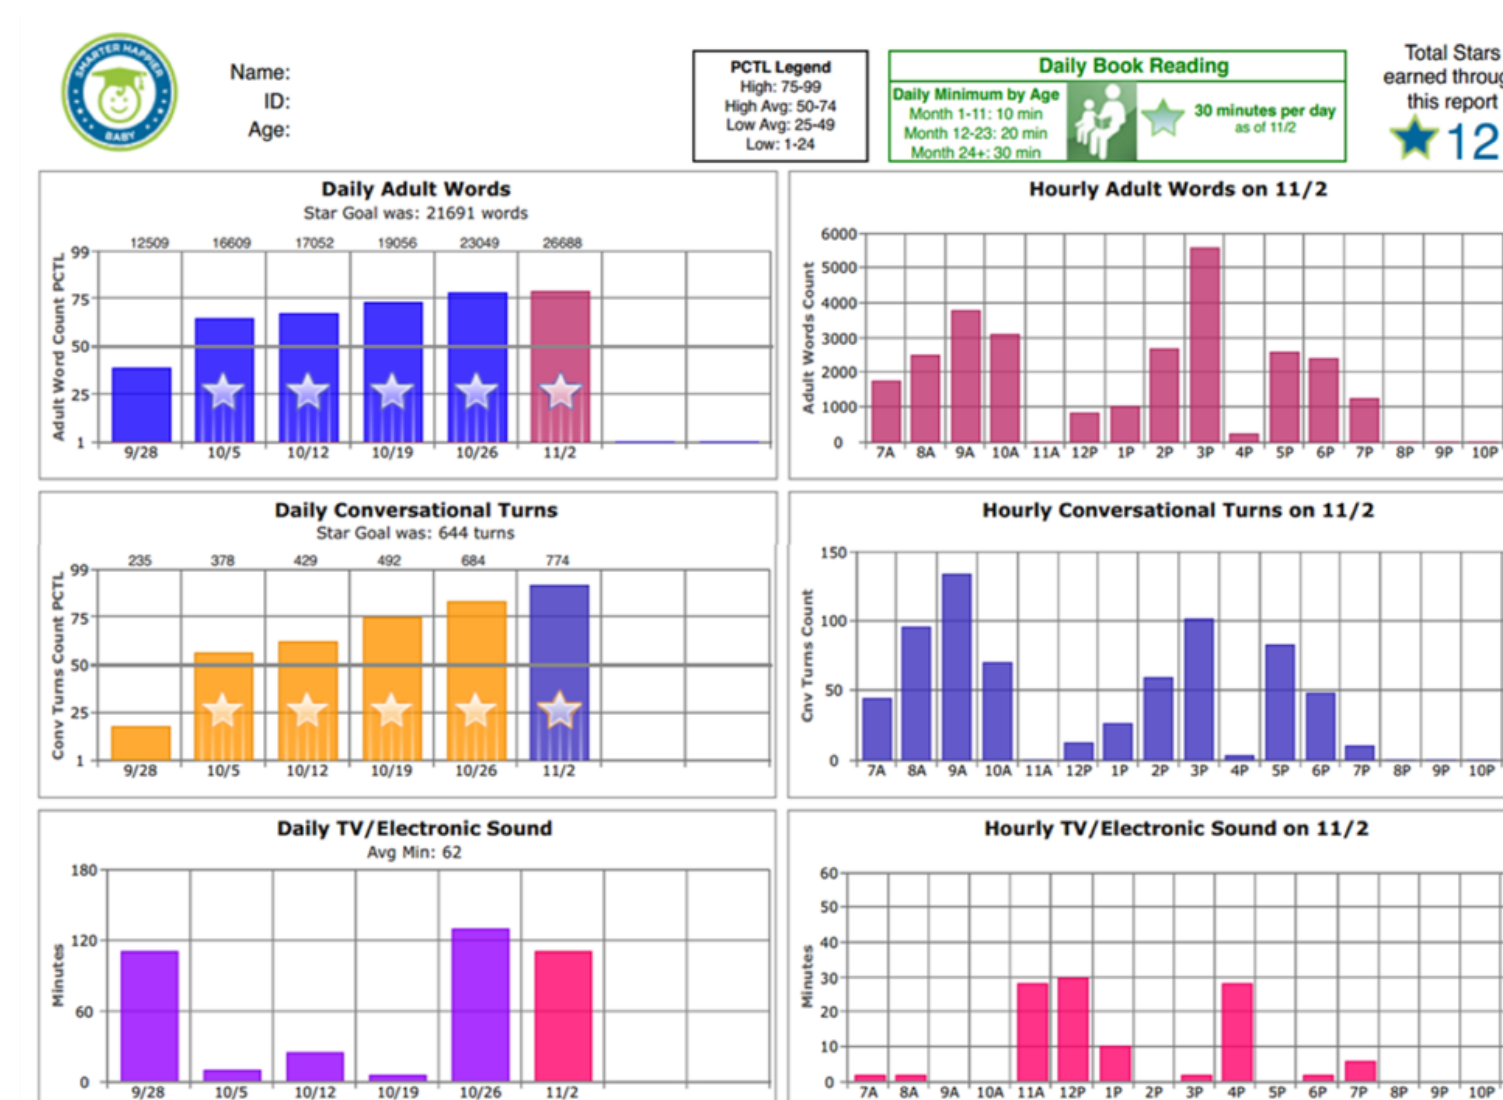 SMARTER HAPPIER
BABY
Name:
ID:
Age:
PCTL Legend
High: 75-99
High Avg: 50-74
Low Avg: 25-49
Low: 1-24
Daily Book Reading
Daily Minimum by Age
Month 1-11: 10 min
Month 12-23: 20 min
Month 24+: 30 min
30 minutes per day
as of 11/2
Total Stars
earned throug
this report
12
Daily Adult Words
Star Goal was: 21691 words
12509 16609 17052 19056 23049 26688
Adult Word Count PCTL
99
75
50
25
1
9/28 10/5 10/12 10/19 10/26 11/2
Hourly Adult Words on 11/2
Adult Words Count
6000
5000
4000
3000
2000
1000
0
7A 8A 9A 10A 11A 12P 1P 2P 3P 4P 5P 6P 7P 8P 9P 10P
Daily Conversational Turns
Star Goal was: 644 turns
235 378 429 492 684 774
Conv Turns Count PCTL
99
75
50
25
1
9/28 10/5 10/12 10/19 10/26 11/2
Hourly Conversational Turns on 11/2
Cnv Turns Count
150
100
50
0
7A 8A 9A 10A 11A 12P 1P 2P 3P 4P 5P 6P 7P 8P 9P 10P
Daily TV/Electronic Sound
Avg Min: 62
Minutes
180
120
60
0
9/28 10/5 10/12 10/19 10/26 11/2
Hourly TV/Electronic Sound on 11/2
Minutes
60
50
40
30
20
10
0
7A 8A 9A 10A 11A 12P 1P 2P 3P 4P 5P 6P 7P 8P 9P 10P